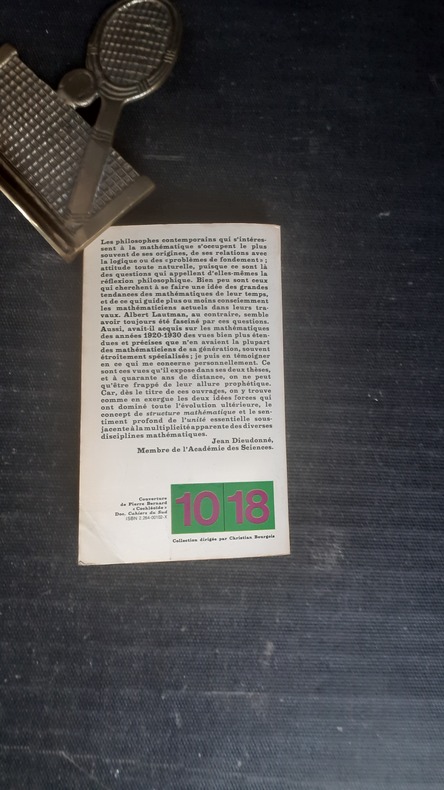 Les philosophes contemporains qui s'intéres-
sent à la mathématique s'occupent le plus
souvent de ses origines, de ses relations avec
la logique ou des «problèmes de fondement» ;
attitude toute naturelle, puisque ce sont là
des questions qui appellent d'elles-mêmes la
réflexion philosophique. Bien peu sont ceux
qui cherchent à se faire une idée des grandes
tendances des mathématiques de leur temps,
et de ce qui guide plus ou moins consciemment
les mathématiciens actuels dans leurs tra-
vaux. Albert Lautman, au contraire, semble
avoir toujours été fasciné par ces questions.
Aussi, avait-il acquis sur les mathématiques
des années 1920-1930 des vues bien plus éten-
dues et précises que n'en avaient la plupart
des mathématiciens de sa génération, souvent
étroitement spécialisés ; je puis en témoigner
en ce qui me concerne personnellement. Ce
sont ces vues qu'il expose dans ses deux thèses,
et à quarante ans de distance, on ne peut
qu'être frappé de leur allure prophétique.
Car, dès le titre de ces ouvrages, on y trouve
comme en exergue les deux idées forces qui
ont dominé toute l'évolution ultérieure, le
concept de structure mathématique et le sen-
timent profond de l'unité essentielle sous-
jacente à la multiplicité apparente des diverses
disciplines mathématiques.
Jean Dieudonné,
Membre de l'Académie des Sciences.
Couverture
de Pierre Bernard
Doc. Cahiers du Sud
10 18
Collection dirigée par Christian Bourgois